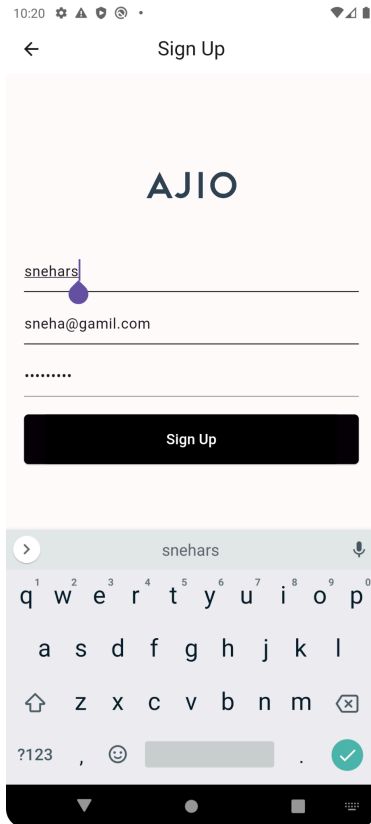 10:20
Sign Up
AJIO
snehars
sneha@gamil.com
•••••••••
Sign Up
snehars
1 2 3 4 5 6 7 8 9 0
q w e r t y u i o p
a s d f g h j k l
z x c v b n m
?123 , .